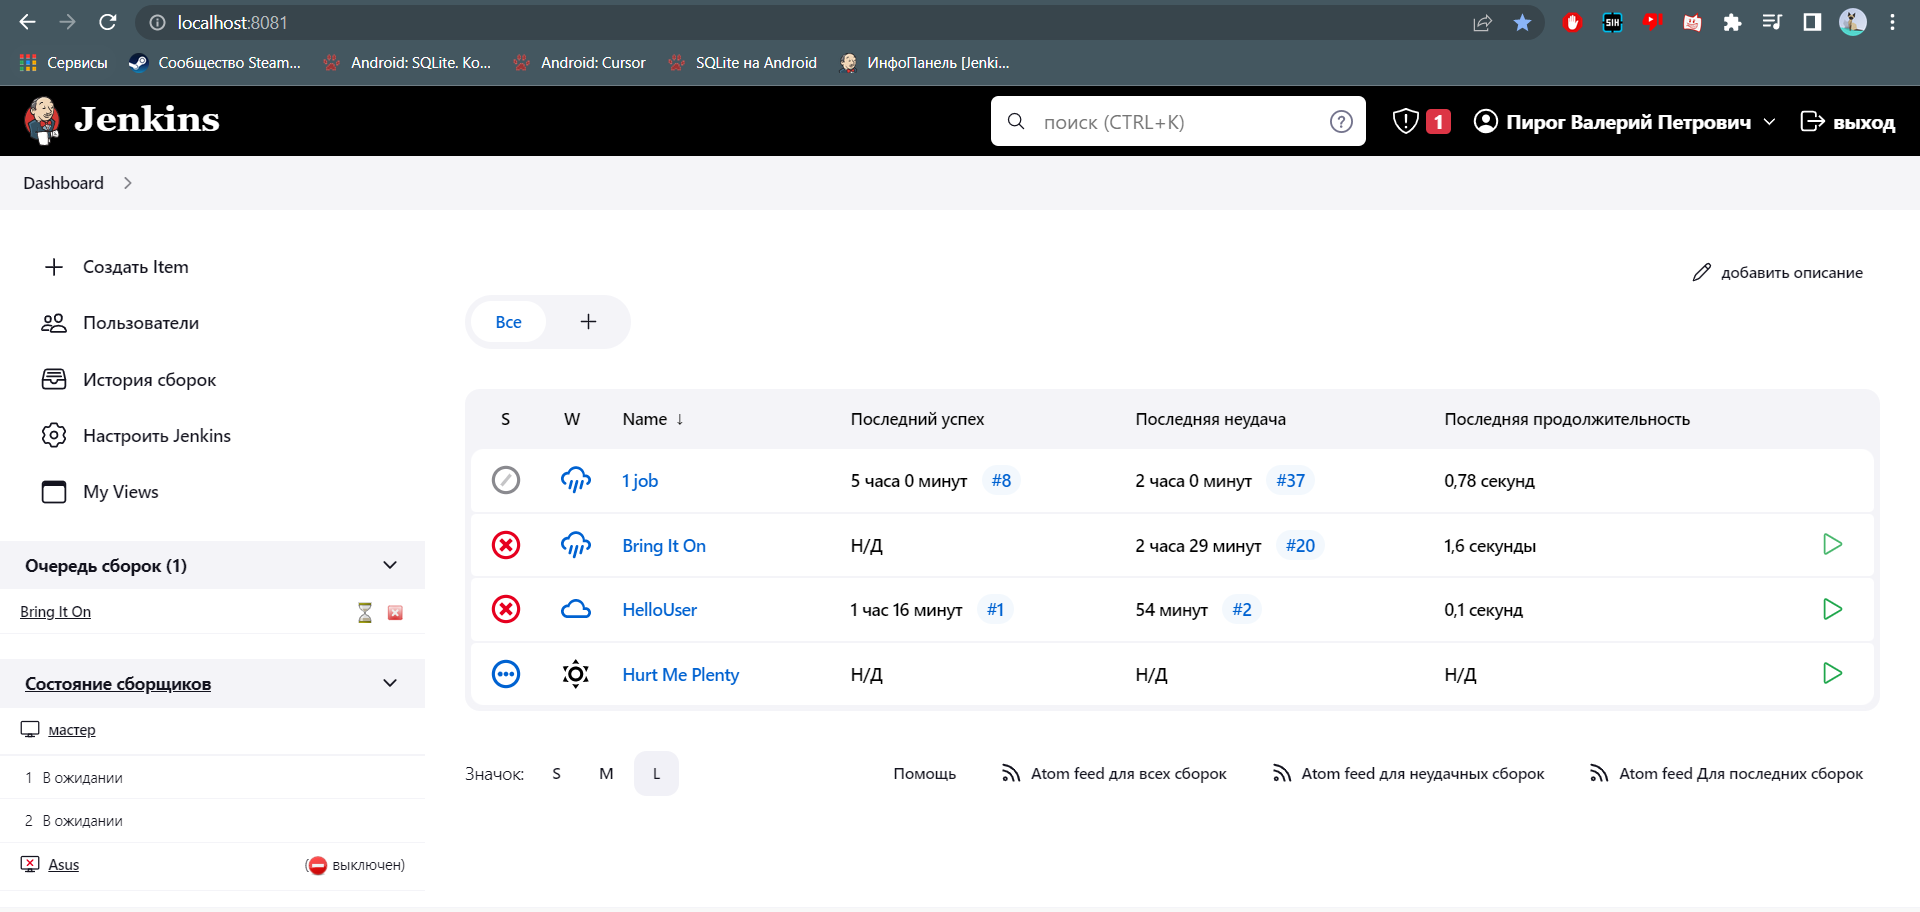 localhost:8081
SIH
Сервисы Сообщество Steam... Android: SQLite. Ко... Android: Cursor SQLite на Android ИнфоПанель [Jenki...
Jenkins поиск (CTRL+K) 1 Пирог Валерий Петрович выход
Dashboard
Создать Item
Пользователи
История сборок
Настроить Jenkins
My Views
Очередь сборок (1)
Bring It On
Состояние сборщиков
мастер
1 В ожидании
2 В ожидании
Asus (выключен)
добавить описание
Все
S W Name ↓ Последний успех Последняя неудача Последняя продолжительность
1 job 5 часа 0 минут #8 2 часа 0 минут #37 0,78 секунд
Bring It On Н/Д 2 часа 29 минут #20 1,6 секунды
HelloUser 1 час 16 минут #1 54 минут #2 0,1 секунд
Hurt Me Plenty Н/Д Н/Д Н/Д
Значок: S M L Помощь Atom feed для всех сборок Atom feed для неудачных сборок Atom feed Для последних сборок